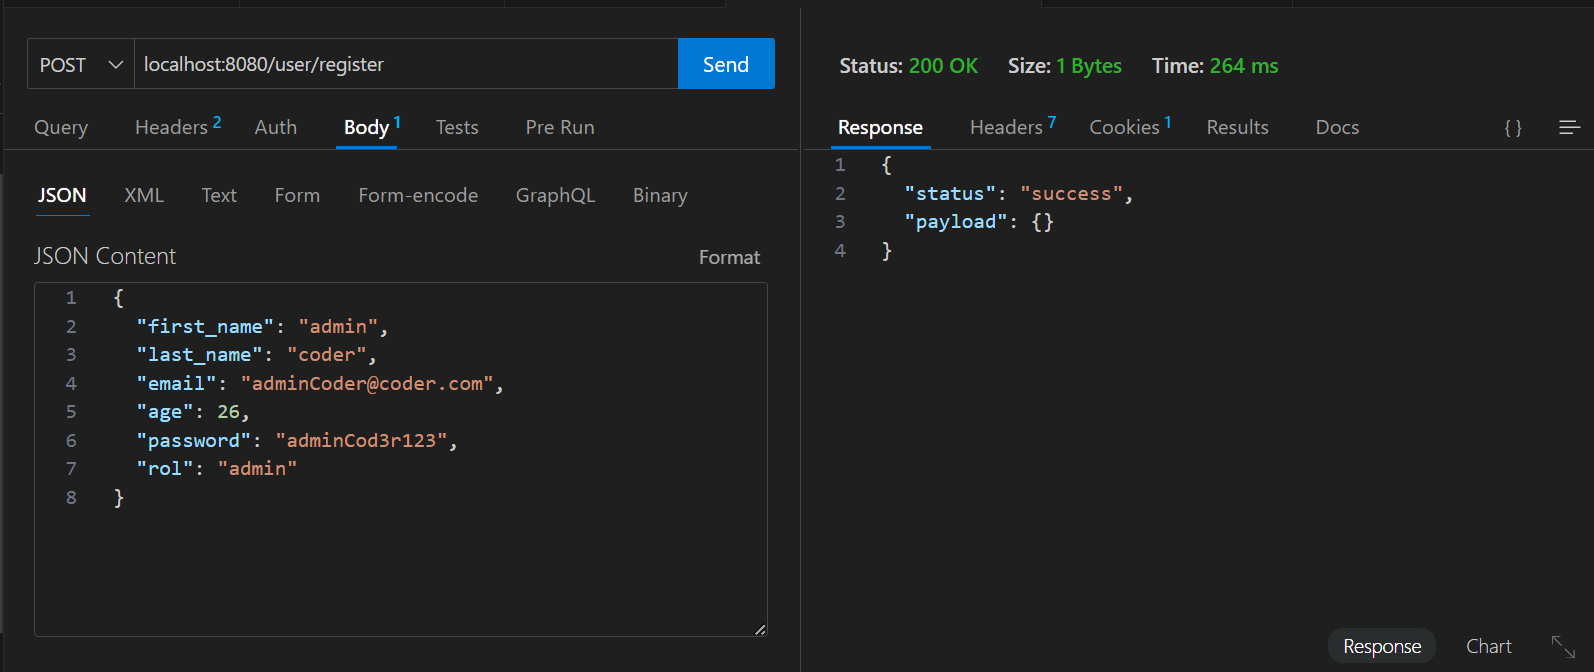 POST localhost:8080/user/register Send
Query Headers 2 Auth Body 1 Tests Pre Run
JSON XML Text Form Form-encode GraphQL Binary
JSON Content Format
1 {
2 "first_name": "admin",
3 "last_name": "coder",
4 "email": "adminCoder@coder.com",
5 "age": 26,
6 "password": "adminCod3r123",
7 "rol": "admin"
8 }
Status: 200 OK Size: 1 Bytes Time: 264 ms
Response Headers 7 Cookies 1 Results Docs { }
1 {
2 "status": "success",
3 "payload": {}
4 }
Response Chart